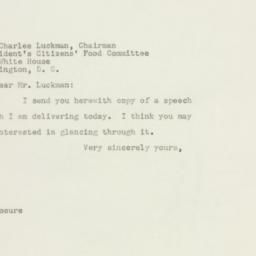 Charles Luckman, Chairman
ident's Citizens' Food Committee
White House
ington, D. C.
ear Mr. Luckman:
I send you herewith copy of a speech
h I am delivering today. I think you may
nterested in glancing through it.
Very sincerely yours,
osure